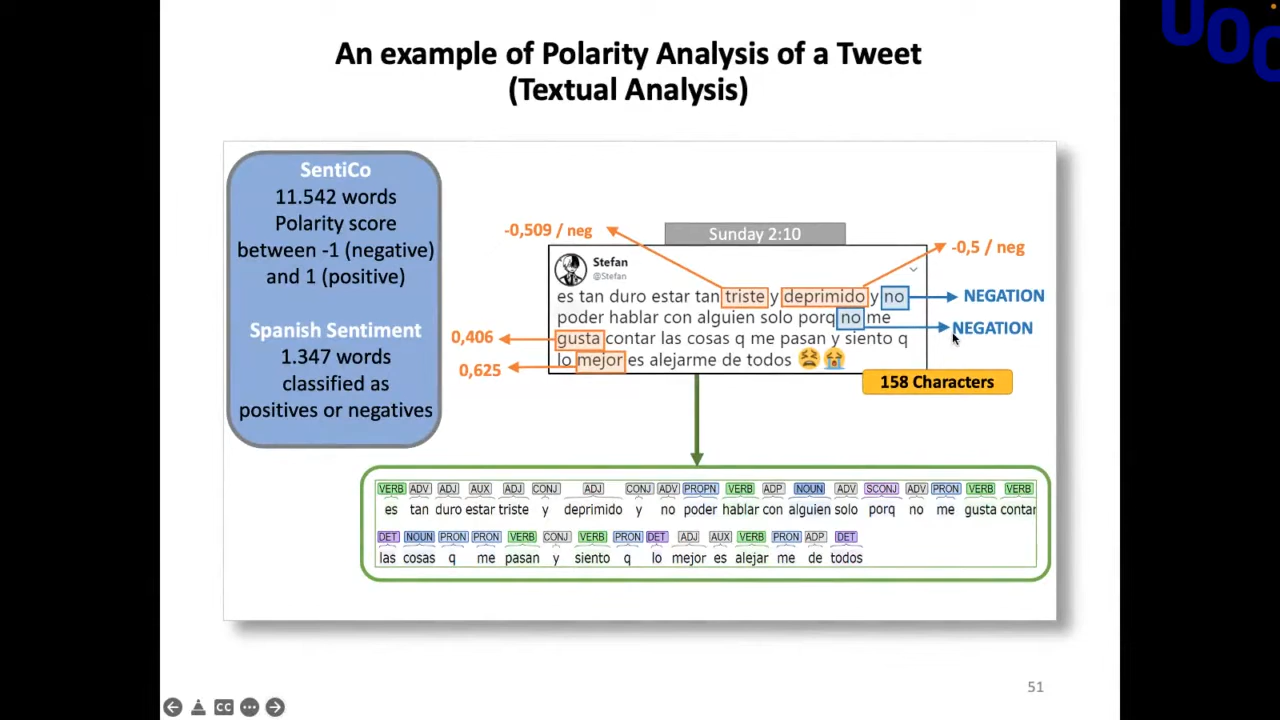 UOC
An example of Polarity Analysis of a Tweet
(Textual Analysis)
SentiCo
11.542 words
Polarity score
between -1 (negative)
and 1 (positive)
Spanish Sentiment
1.347 words
classified as
positives or negatives
-0,509 / neg
Sunday 2:10
-0,5 / neg
Stefan
@Stefan
es tan duro estar tan triste y deprimido y no
NEGATION
poder hablar con alguien solo porq no me
NEGATION
0,406
gusta contar las cosas q me pasan y siento q
0,625
lo mejor es alejarme de todos 😫😭
158 Characters
VERB ADV ADJ AUX ADJ CONJ ADJ CONJ ADV PROPN VERB ADP NOUN ADV SCONJ ADV PRON VERB VERB
es tan duro estar triste y deprimido y no poder hablar con alguien solo porq no me gusta contar
DET NOUN PRON PRON VERB CONJ VERB PRON DET ADJ AUX VERB PRON ADP DET
las cosas q me pasan y siento q lo mejor es alejar me de todos
51
CC